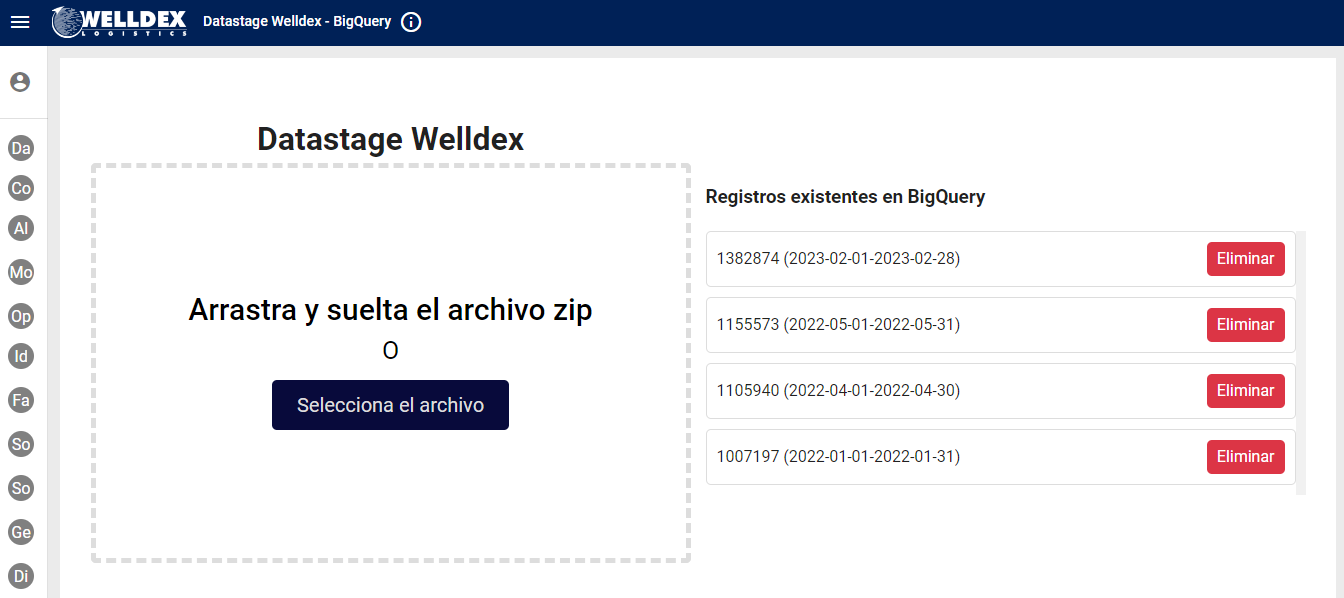 WELLDEX
LOGISTICS
Datastage Welldex - BigQuery
Da
Co
Al
Mo
Op
Id
Fa
So
So
Ge
Di
Datastage Welldex
Arrastra y suelta el archivo zip
O
Selecciona el archivo
Registros existentes en BigQuery
1382874 (2023-02-01-2023-02-28) Eliminar
1155573 (2022-05-01-2022-05-31) Eliminar
1105940 (2022-04-01-2022-04-30) Eliminar
1007197 (2022-01-01-2022-01-31) Eliminar